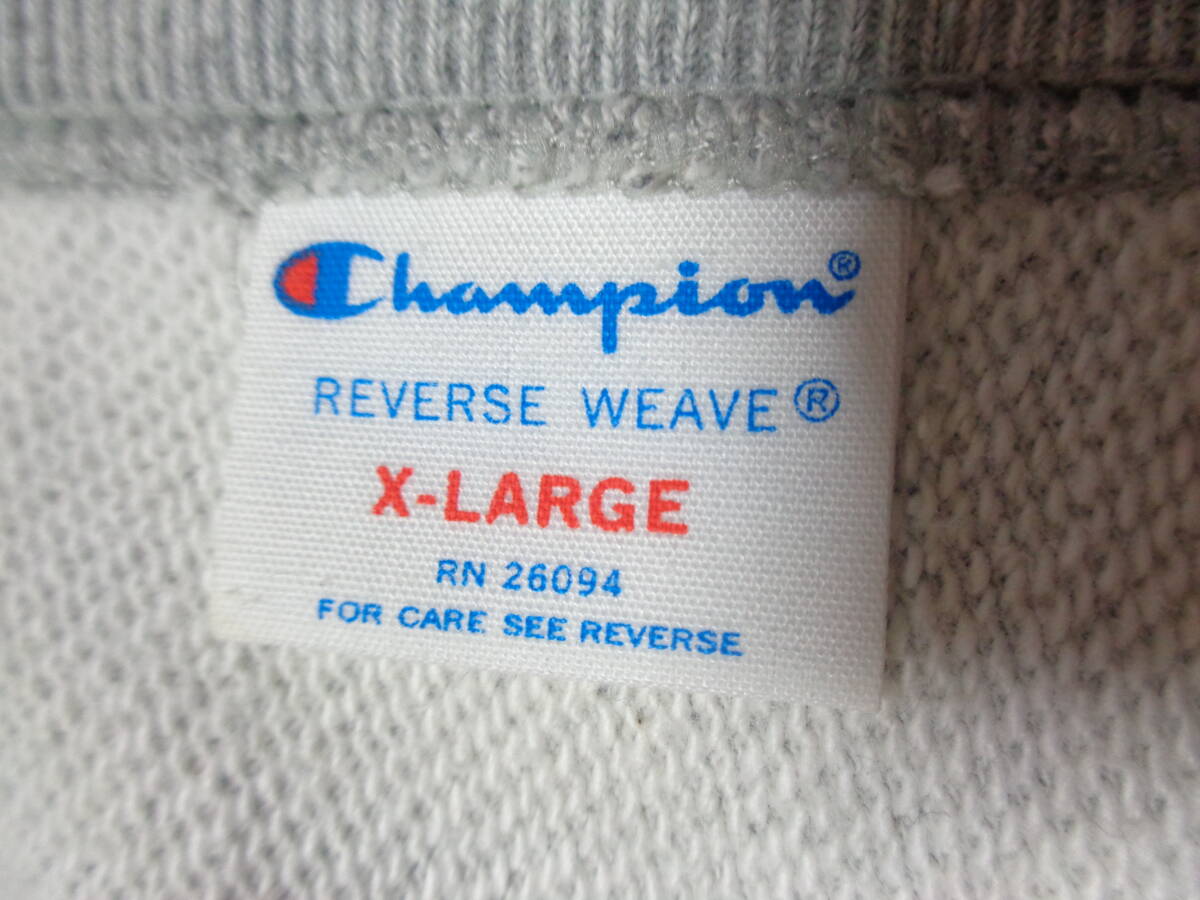 Champion®
REVERSE WEAVE®
X-LARGE
RN 26094
FOR CARE SEE REVERSE